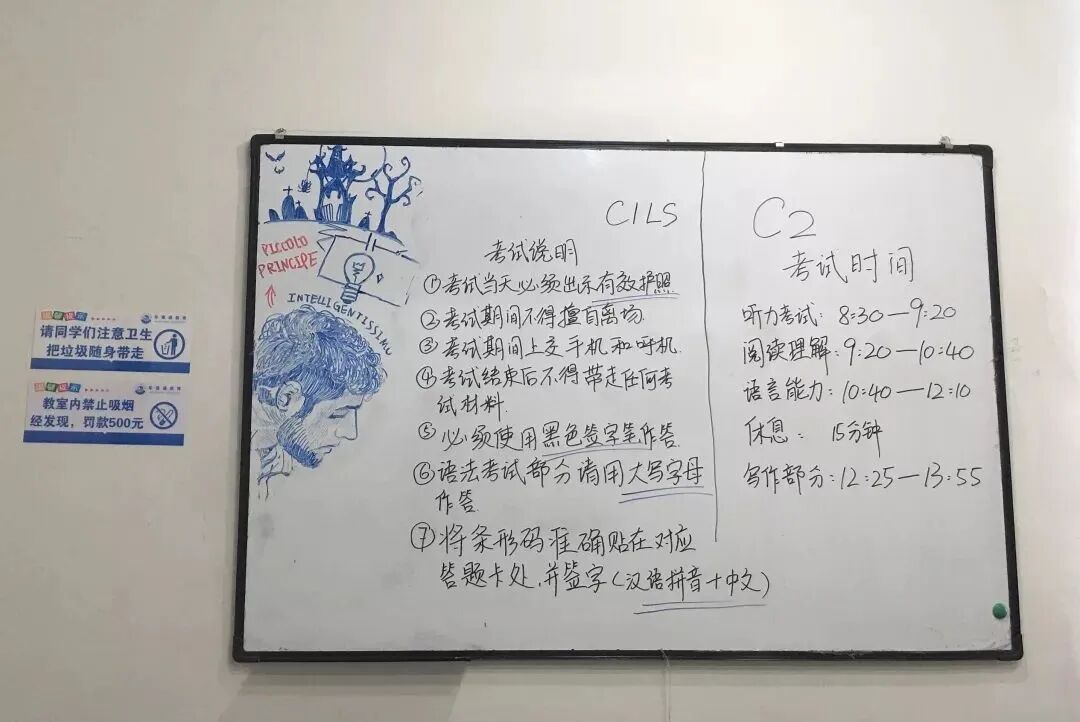 PICCOLO
PRINCIPE
INTELLIGENTISSIMO
CILS
考试说明
①考试当天必须出示有效护照
②考试期间不得擅自离场
③考试期间上交手机和呼机.
④考试结束后不得带走任何考
试材料.
⑤必须使用黑色签字笔作答
⑥语法考试部分请用大写字母
作答.
⑦将条形码准确贴在对应
答题卡处,并签字(汉语拼音+中文)
C2
考试时间
听力考试: 8:30—9:20
阅读理解: 9:20—10:40
语言能力: 10:40—12:10
休息: 15分钟
写作部分: 12:25—13:55
温馨提示
请同学们注意卫生
把垃圾随身带走
温馨提示
教室内禁止吸烟
经发现，罚款500元